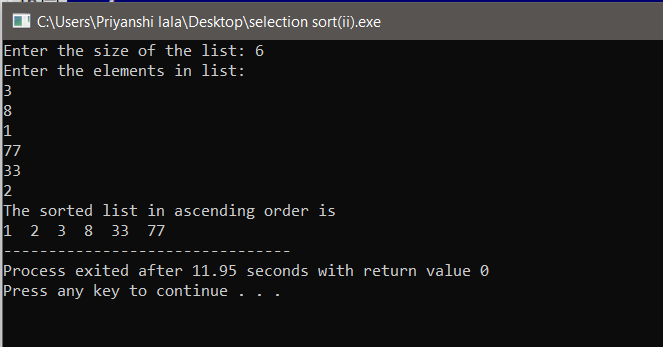 C:\Users\Priyanshi lala\Desktop\selection sort(ii).exe
Enter the size of the list: 6
Enter the elements in list:
3
8
1
77
33
2
The sorted list in ascending order is
1  2  3  8  33  77
--------------------------------
Process exited after 11.95 seconds with return value 0
Press any key to continue . . .